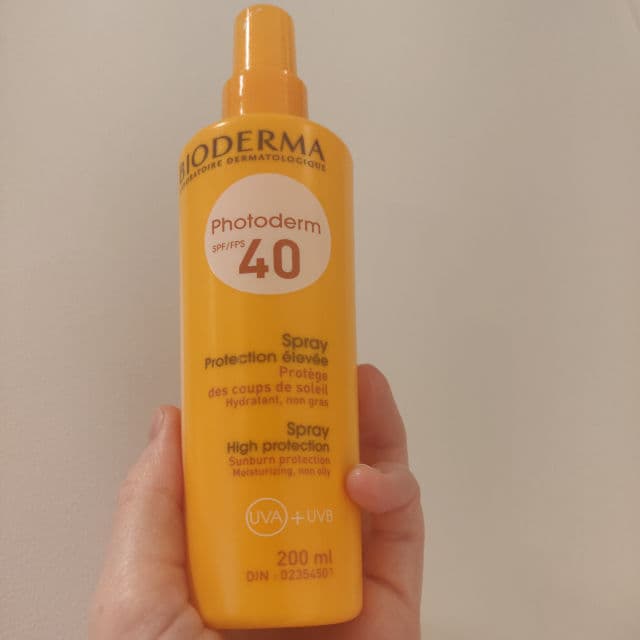 BIODERMA
LABORATOIRE DERMATOLOGIQUE
Photoderm
SPF/FPS
40
Spray
Protection élevée
Protège
des coups de soleil
Hydratant, non gras
Spray
High protection
Sunburn protection
Moisturizing, non oily
UVA + UVB
200 ml
DIN : 02354501